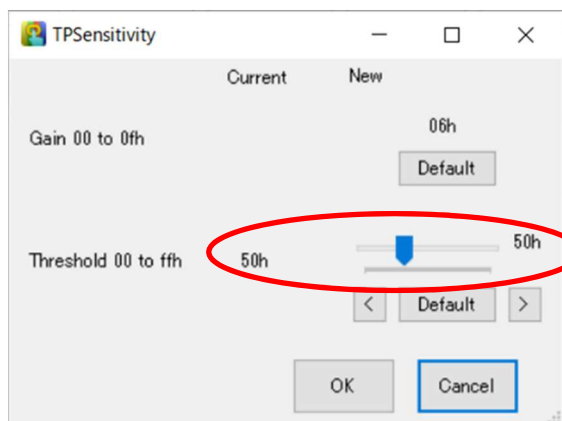 TPSensitivity
Current New
06h
Gain 00 to 0fh
Default
50h
Threshold 00 to ffh 50h
< Default >
OK Cancel